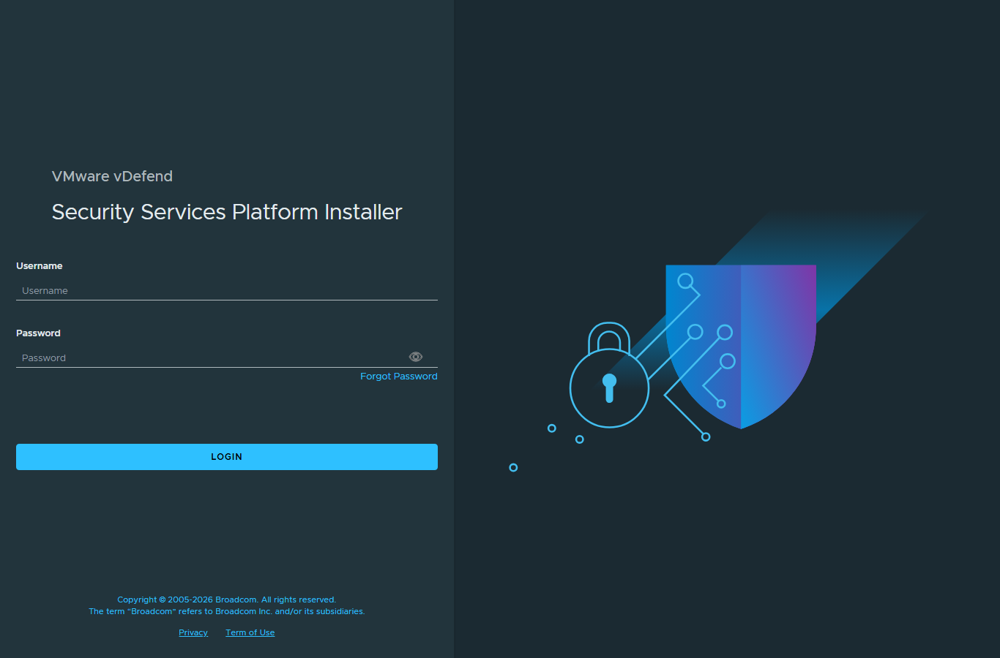 VMware vDefend
Security Services Platform Installer
Username
Username
Password
Password
Forgot Password
LOGIN
Copyright © 2005-2026 Broadcom. All rights reserved.
The term "Broadcom" refers to Broadcom Inc. and/or its subsidiaries.
Privacy Term of Use